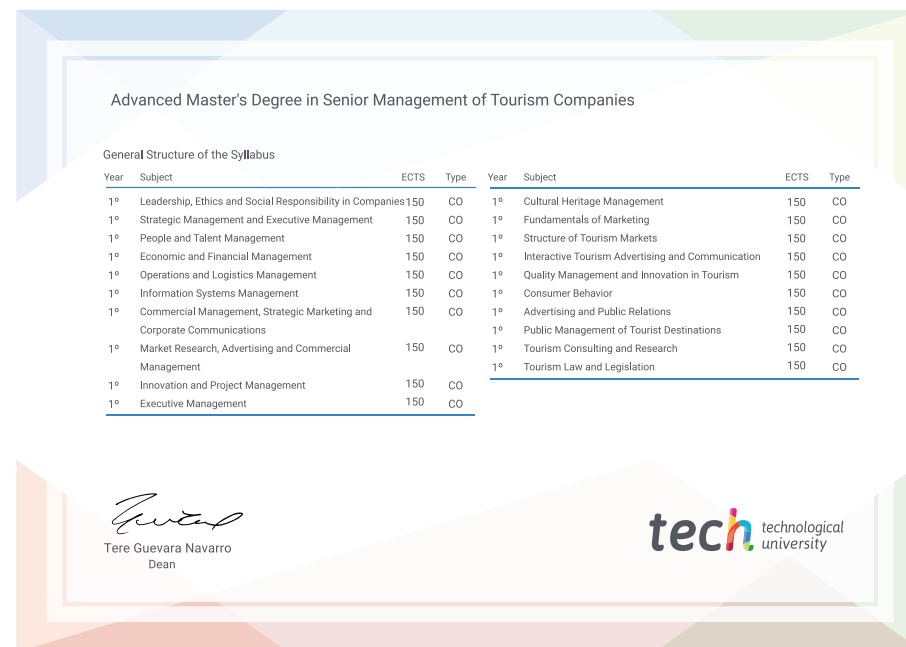 Advanced Master's Degree in Senior Management of Tourism Companies
General Structure of the Syllabus
Year Subject ECTS Type
1º Leadership, Ethics and Social Responsibility in Companies 150 CO
1º Strategic Management and Executive Management 150 CO
1º People and Talent Management 150 CO
1º Economic and Financial Management 150 CO
1º Operations and Logistics Management 150 CO
1º Information Systems Management 150 CO
1º Commercial Management, Strategic Marketing and 150 CO
Corporate Communications
1º Market Research, Advertising and Commercial 150 CO
Management
1º Innovation and Project Management 150 CO
1º Executive Management 150 CO
Year Subject ECTS Type
1º Cultural Heritage Management 150 CO
1º Fundamentals of Marketing 150 CO
1º Structure of Tourism Markets 150 CO
1º Interactive Tourism Advertising and Communication 150 CO
1º Quality Management and Innovation in Tourism 150 CO
1º Consumer Behavior 150 CO
1º Advertising and Public Relations 150 CO
1º Public Management of Tourist Destinations 150 CO
1º Tourism Consulting and Research 150 CO
1º Tourism Law and Legislation 150 CO
Tere Guevara Navarro
Dean
tech technological
university